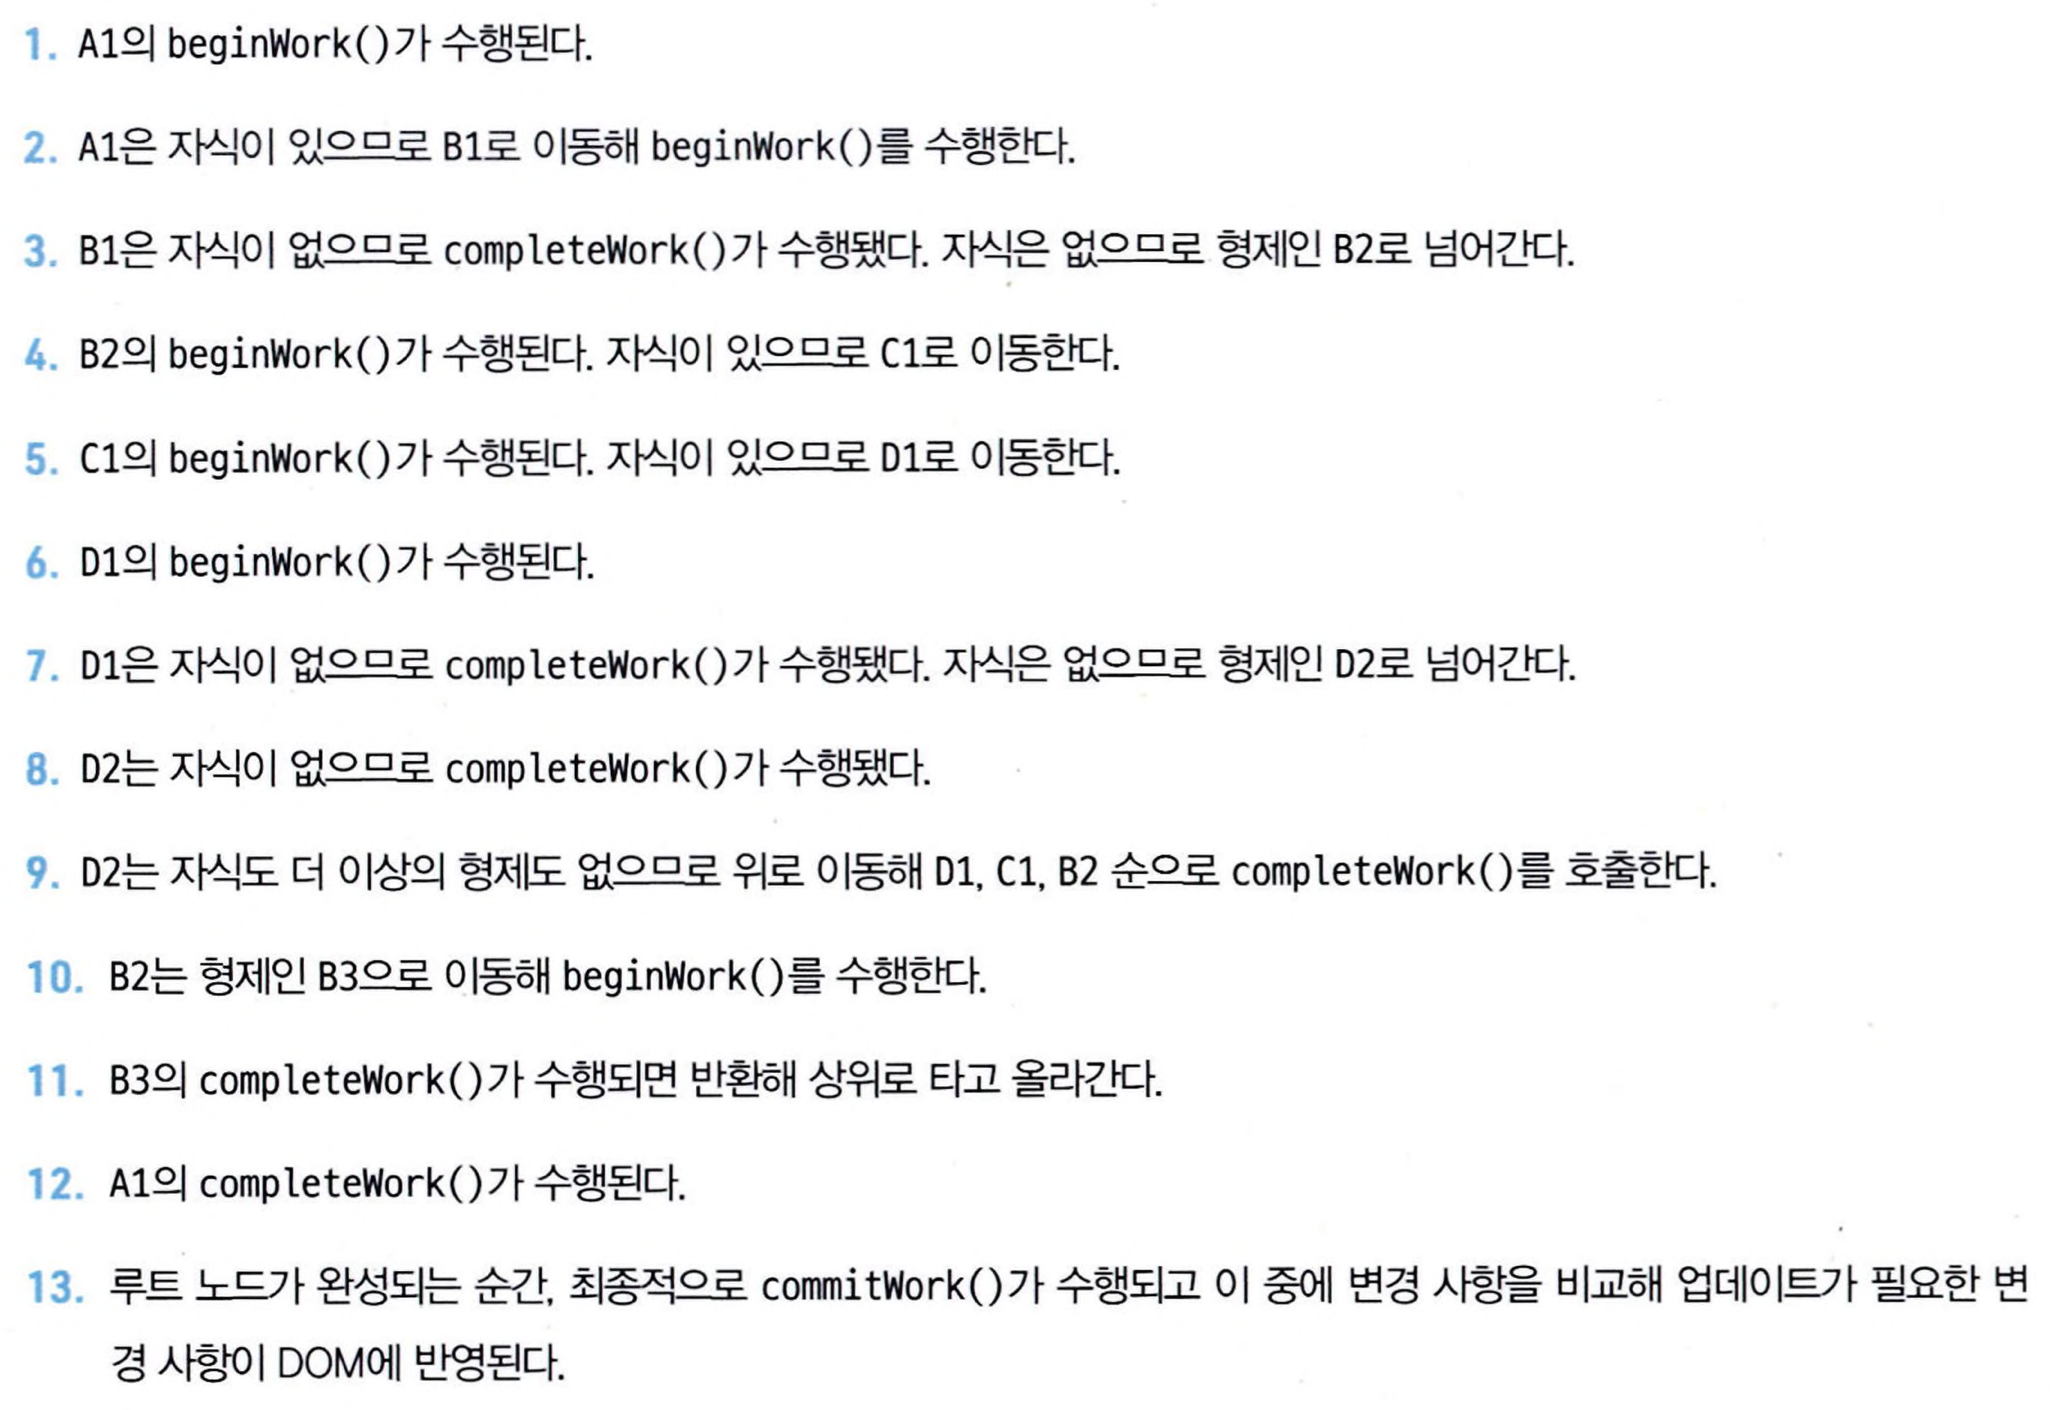 1. A1의 beginWork()가 수행된다.
2. A1은 자식이 있으므로 B1로 이동해 beginWork()를 수행한다.
3. B1은 자식이 없으므로 completeWork()가 수행됐다. 자식은 없으므로 형제인 B2로 넘어간다.
4. B2의 beginWork()가 수행된다. 자식이 있으므로 C1로 이동한다.
5. C1의 beginWork()가 수행된다. 자식이 있으므로 D1로 이동한다.
6. D1의 beginWork()가 수행된다.
7. D1은 자식이 없으므로 completeWork()가 수행됐다. 자식은 없으므로 형제인 D2로 넘어간다.
8. D2는 자식이 없으므로 completeWork()가 수행됐다.
9. D2는 자식도 더 이상의 형제도 없으므로 위로 이동해 D1, C1, B2 순으로 completeWork()를 호출한다.
10. B2는 형제인 B3으로 이동해 beginWork()를 수행한다.
11. B3의 completeWork()가 수행되면 반환해 상위로 타고 올라간다.
12. A1의 completeWork()가 수행된다.
13. 루트 노드가 완성되는 순간, 최종적으로 commitWork()가 수행되고 이 중에 변경 사항을 비교해 업데이트가 필요한 변
경 사항이 DOM에 반영된다.